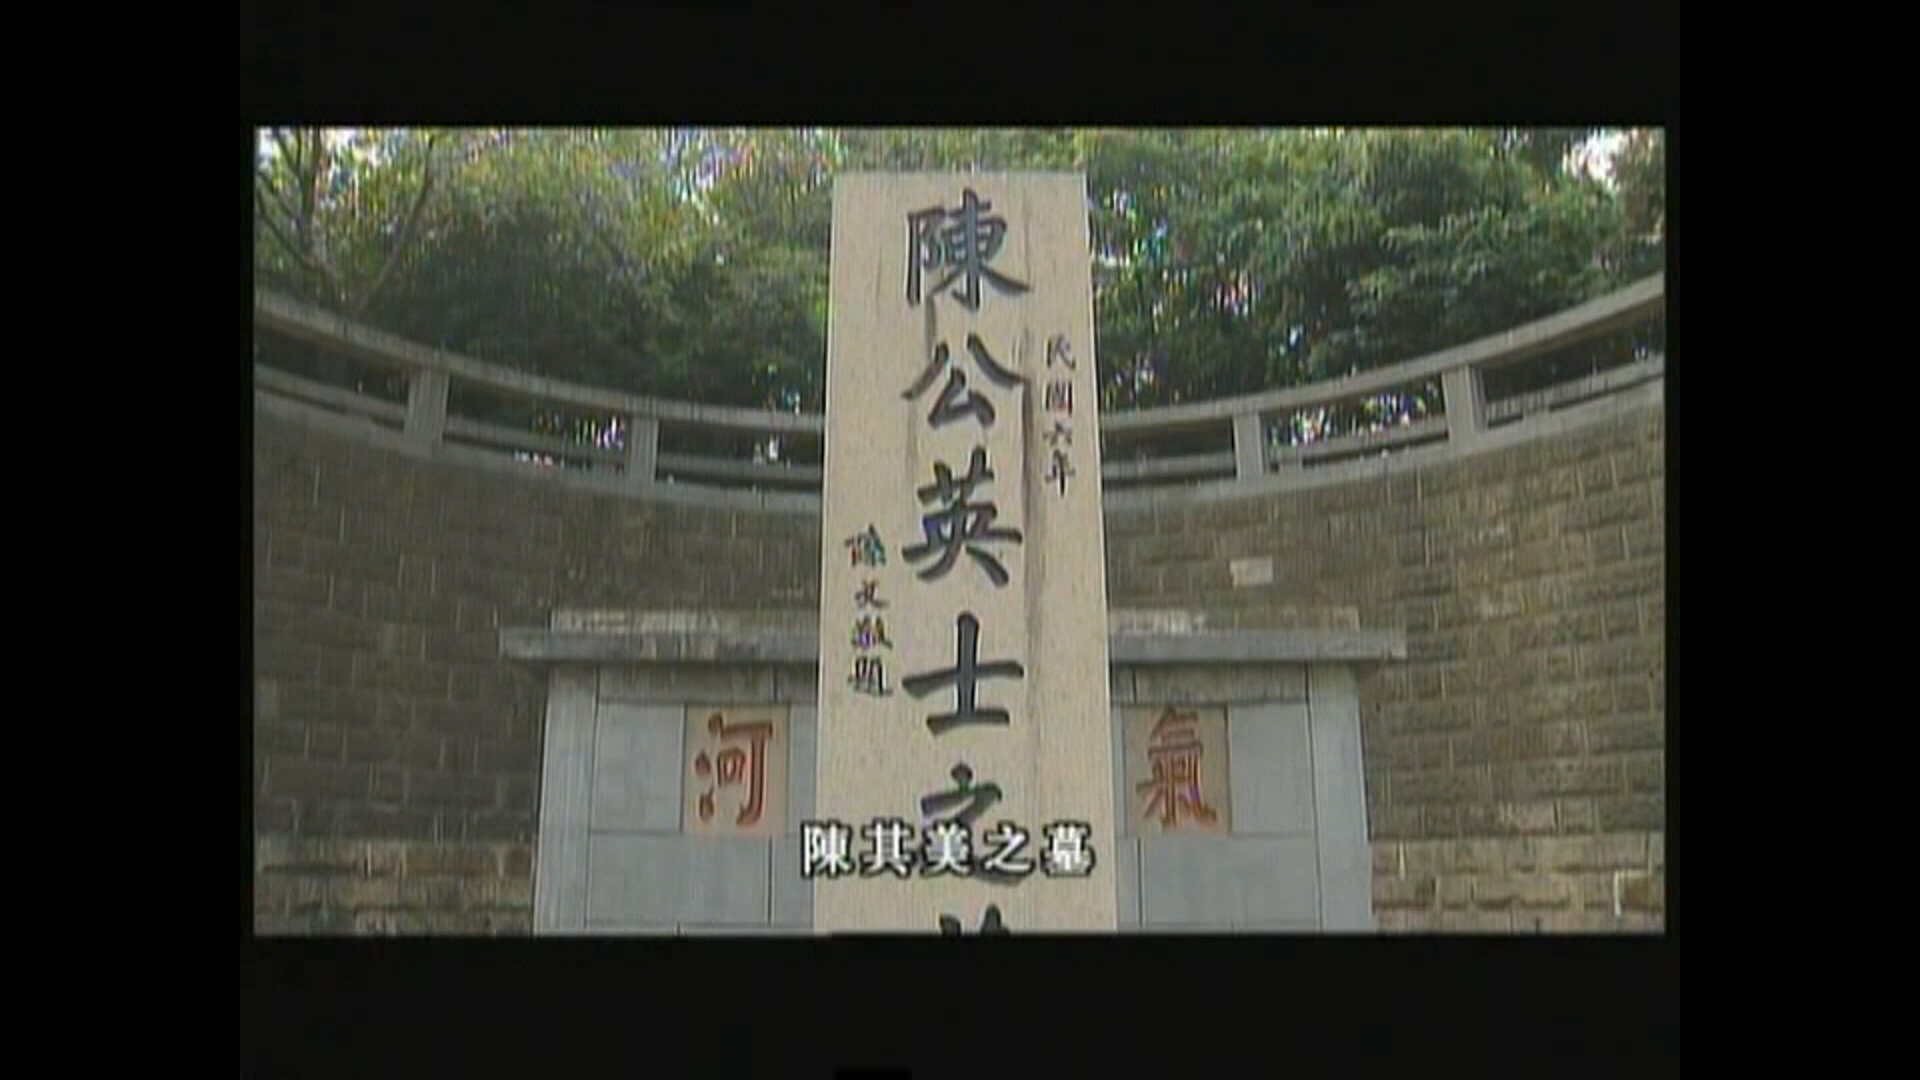 民國六年
陳公英士之
孫文敬題
氣
河
陳其美之墓